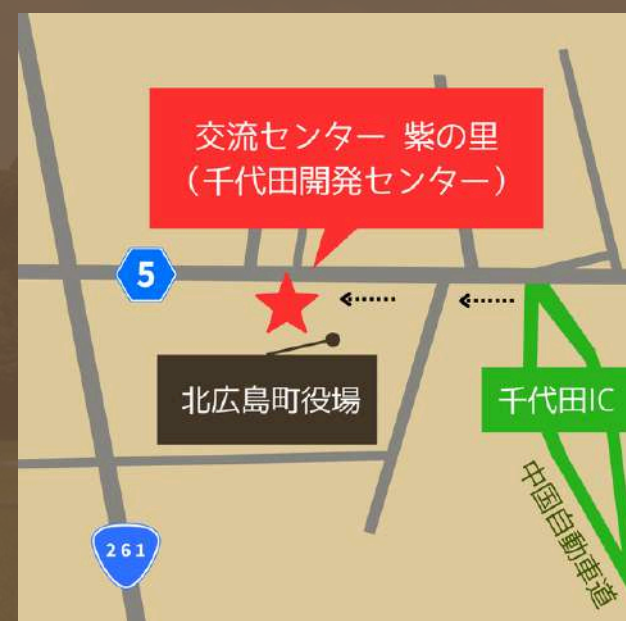 交流センター 紫の里
（千代田開発センター）
5
北広島町役場
千代田IC
中国自動車道
261